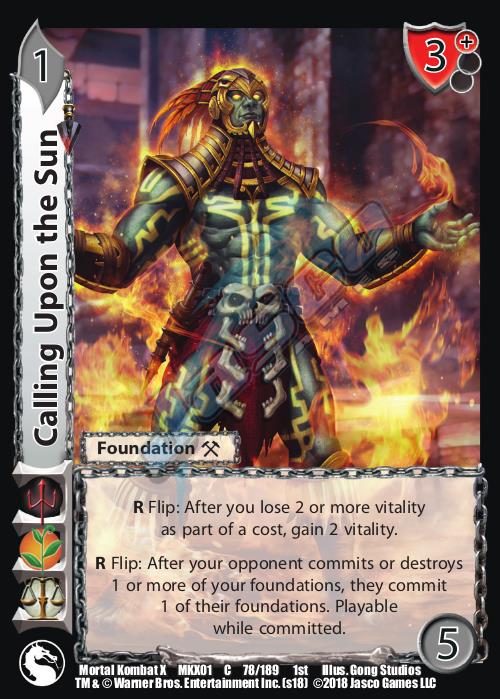 1
3
+
Calling Upon the Sun
Foundation
R Flip: After you lose 2 or more vitality
as part of a cost, gain 2 vitality.
R Flip: After your opponent commits or destroys
1 or more of your foundations, they commit
1 of their foundations. Playable
while committed.
5
Mortal Kombat X MKX01 C 78/189 1st Illus. Gong Studios
TM & © Warner Bros. Entertainment Inc. (s18) ©2018 Jasco Games LLC